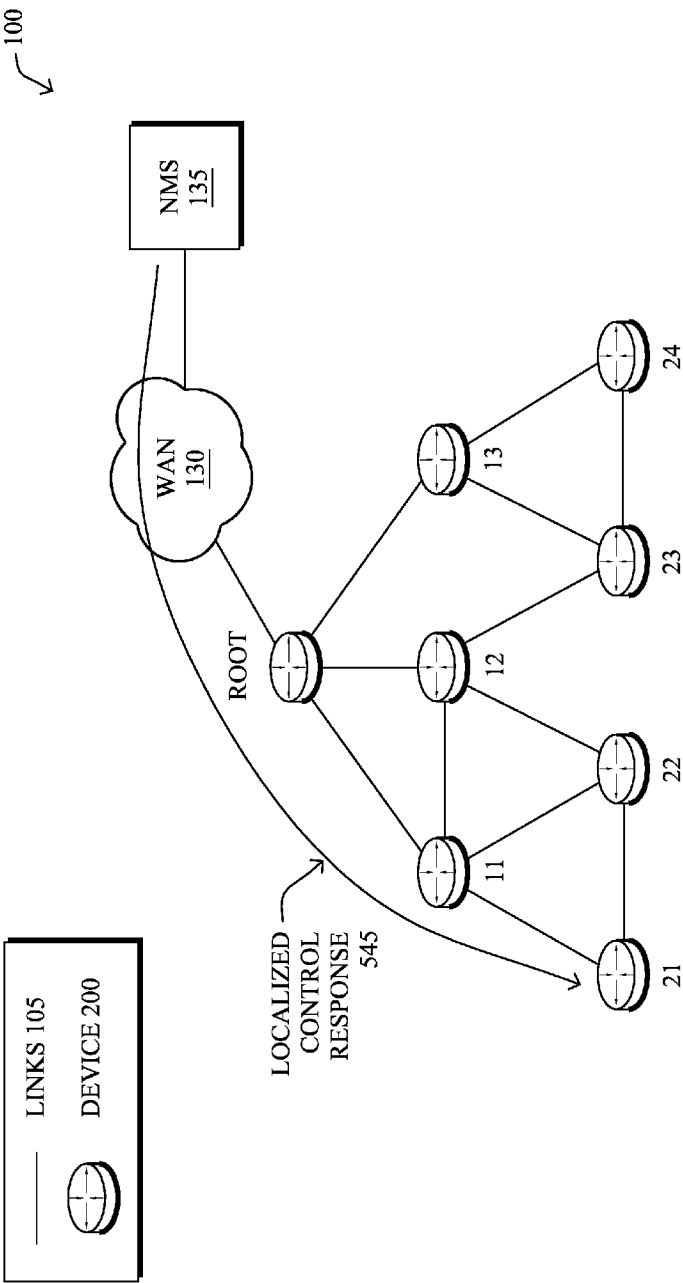 100
LINKS 105
DEVICE 200
NMS
135
WAN
130
ROOT
LOCALIZED
CONTROL
RESPONSE
545
11
12
13
21
22
23
24